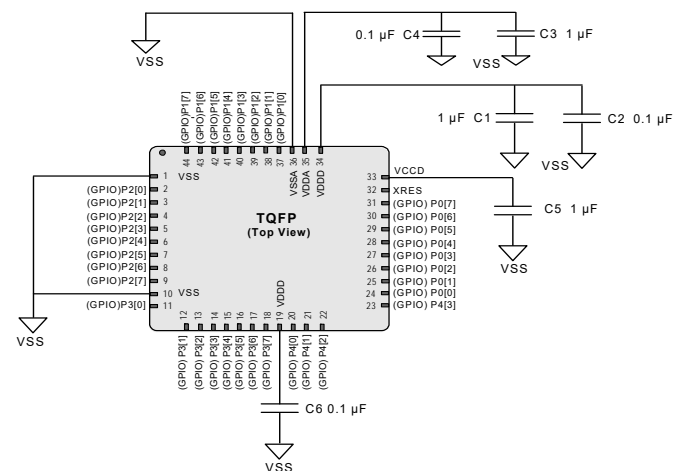 0.1 µF C4
C3 1 µF
VSS
VSS
1 µF C1
C2 0.1 µF
VSS
(GPIO)P1[7]
(GPIO)P1[6]
(GPIO)P1[5]
(GPIO)P1[4]
(GPIO)P1[3]
(GPIO)P1[2]
(GPIO)P1[1]
(GPIO)P1[0]
44
43
42
41
40
39
38
37
36
35
34
VSSA
VDDA
VDDD
1 VSS
(GPIO)P2[0] 2
(GPIO)P2[1] 3
(GPIO)P2[2] 4
(GPIO)P2[3] 5
(GPIO)P2[4] 6
(GPIO)P2[5] 7
(GPIO)P2[6] 8
(GPIO)P2[7] 9
10 VSS
(GPIO)P3[0] 11
VSS
TQFP
(Top View)
33 VCCD
32 XRES
31 (GPIO) P0[7]
30 (GPIO) P0[6]
29 (GPIO) P0[5]
28 (GPIO) P0[4]
27 (GPIO) P0[3]
26 (GPIO) P0[2]
25 (GPIO) P0[1]
24 (GPIO) P0[0]
23 (GPIO) P4[3]
C5 1 µF
VSS
VDDD
12
13
14
15
16
17
18
19
20
21
22
(GPIO) P3[1]
(GPIO) P3[2]
(GPIO) P3[3]
(GPIO) P3[4]
(GPIO) P3[5]
(GPIO) P3[6]
(GPIO) P3[7]
(GPIO) P4[0]
(GPIO) P4[1]
(GPIO) P4[2]
C6 0.1 µF
VSS